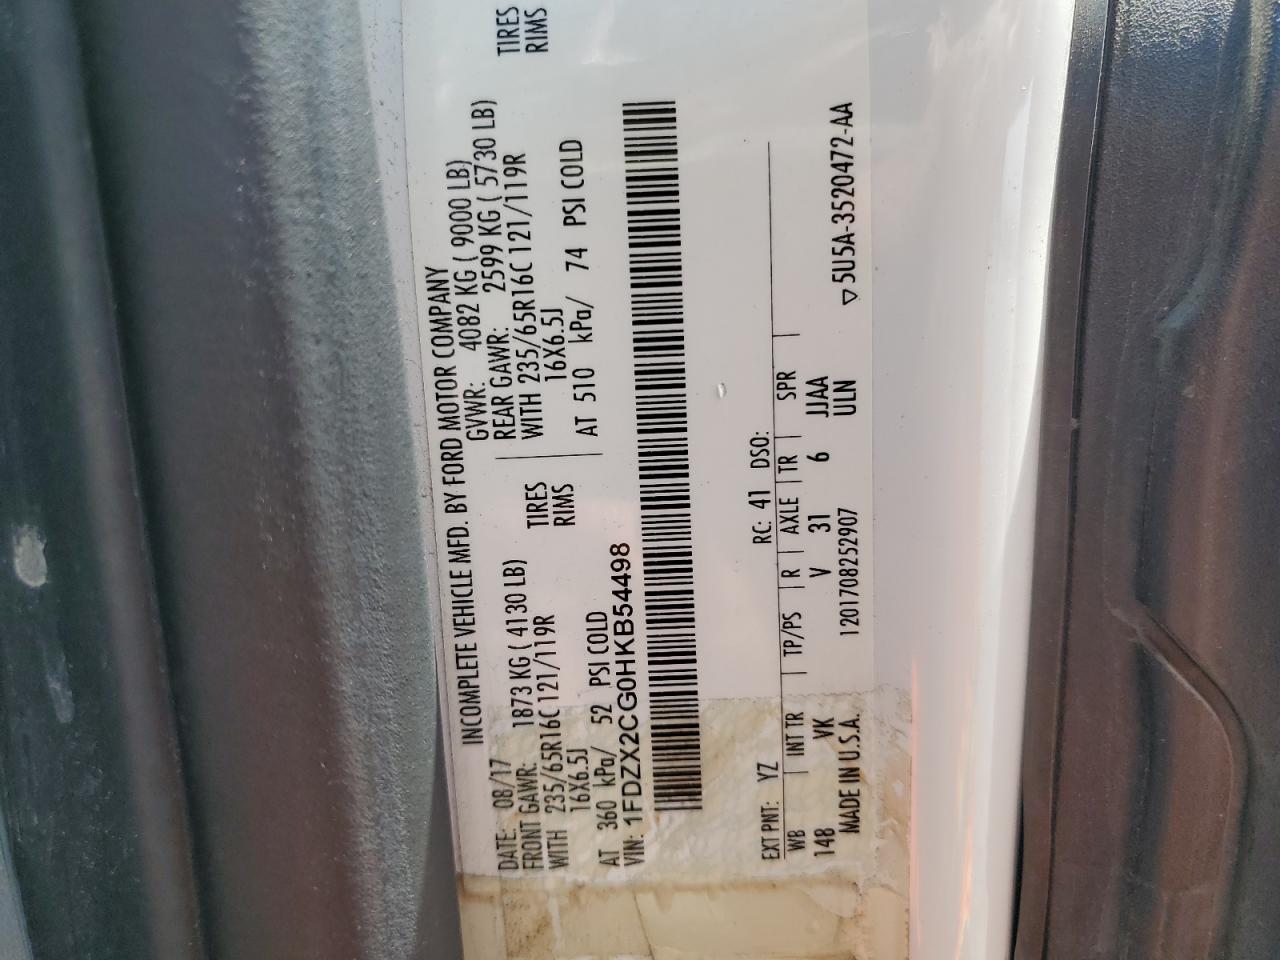 INCOMPLETE VEHICLE MFD. BY FORD MOTOR COMPANY
DATE: 08/17 GVWR: 4082 KG ( 9000 LB)
FRONT GAWR: 1873 KG ( 4130 LB) REAR GAWR: 2599 KG ( 5730 LB)
WITH 235/65R16C 121/119R TIRES WITH 235/65R16C 121/119R TIRES
16X6.5J RIMS 16X6.5J RIMS
AT 360 kPa/ 52 PSI COLD AT 510 kPa/ 74 PSI COLD
VIN: 1FDZX2CG0HKB54498
EXT PNT: YZ RC: 41 DSO:
WB INT TR TP/PS R AXLE TR SPR
148 VK V 31 6 JJAA
MADE IN U.S.A. 120170825 2907 ULN
▽5U5A-3520472-AA